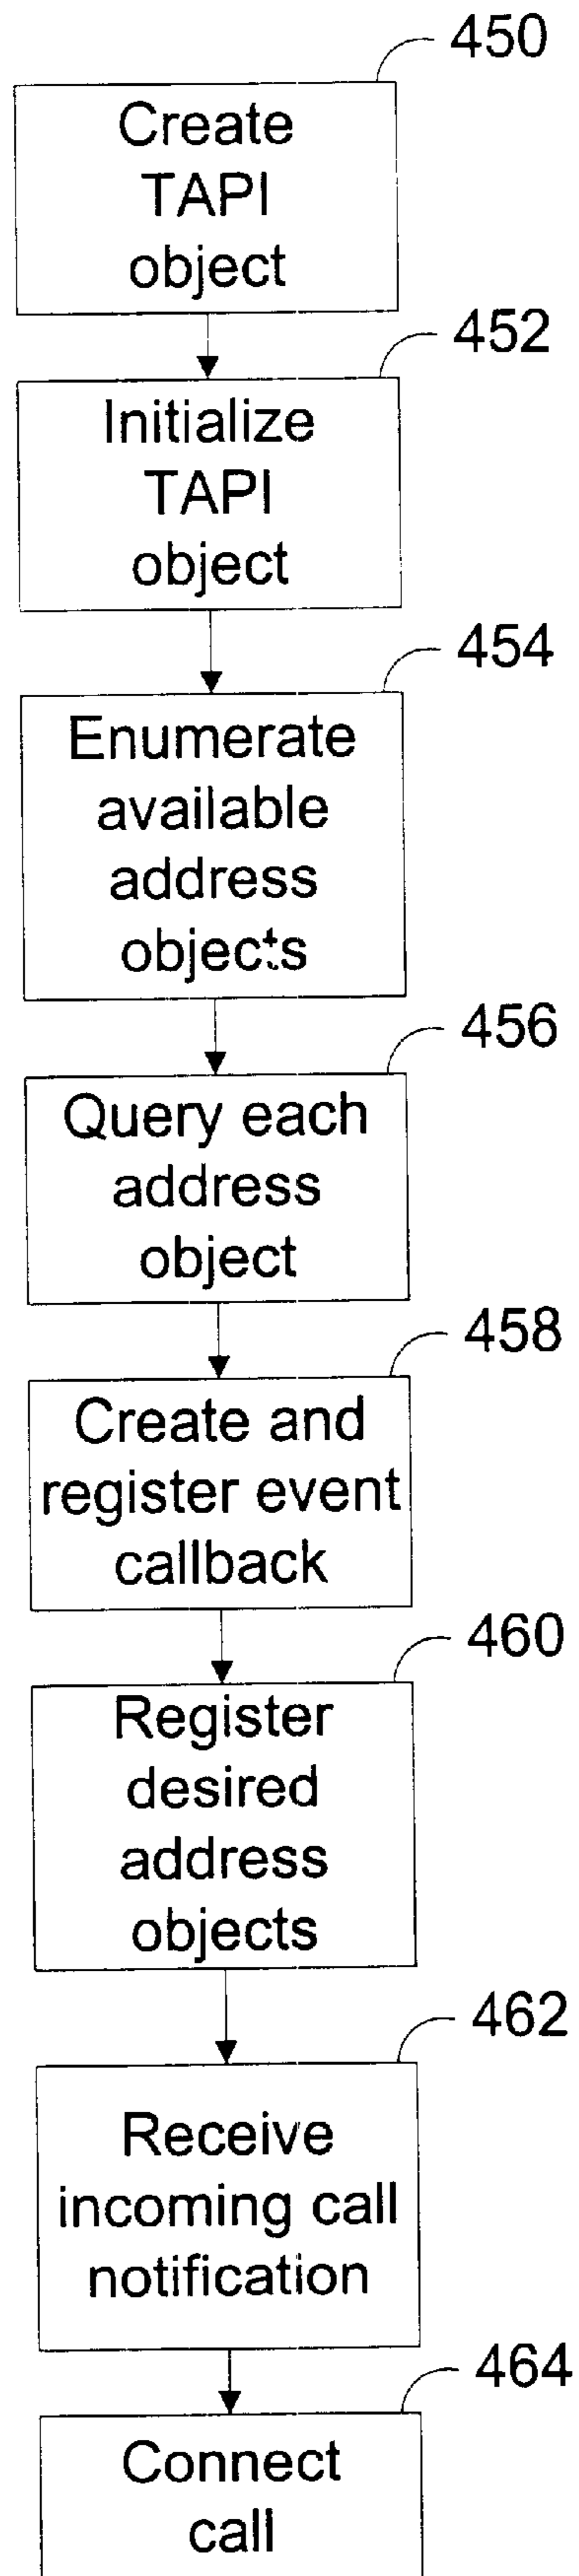 450
Create
TAPI
object
452
Initialize
TAPI
object
454
Enumerate
available
address
objects
456
Query each
address
object
458
Create and
register event
callback
460
Register
desired
address
objects
462
Receive
incoming call
notification
464
Connect
call